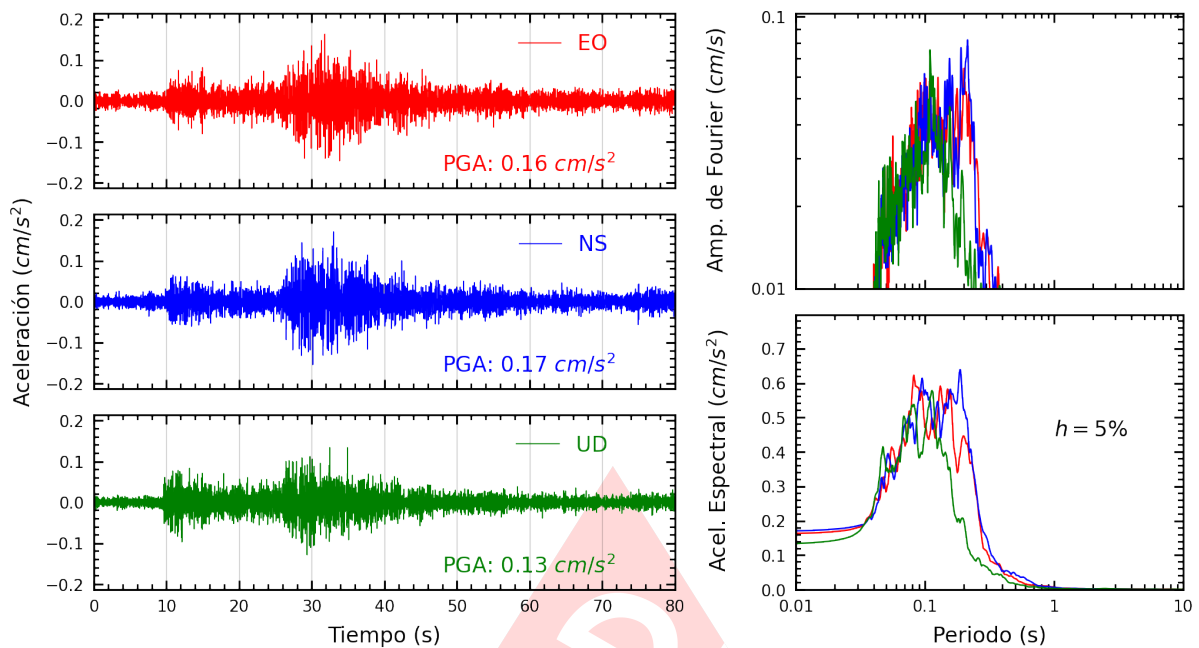 Aceleración (cm/s²)
0.2
0.1
0.0
−0.1
−0.2
EO
PGA: 0.16 cm/s²
0.2
0.1
0.0
−0.1
−0.2
NS
PGA: 0.17 cm/s²
0.2
0.1
0.0
−0.1
−0.2
UD
PGA: 0.13 cm/s²
0 10 20 30 40 50 60 70 80
Tiempo (s)
Amp. de Fourier (cm/s)
0.1
0.01
Acel. Espectral (cm/s²)
0.7
0.6
0.5
0.4
0.3
0.2
0.1
0.0
h = 5%
0.01 0.1 1 10
Periodo (s)